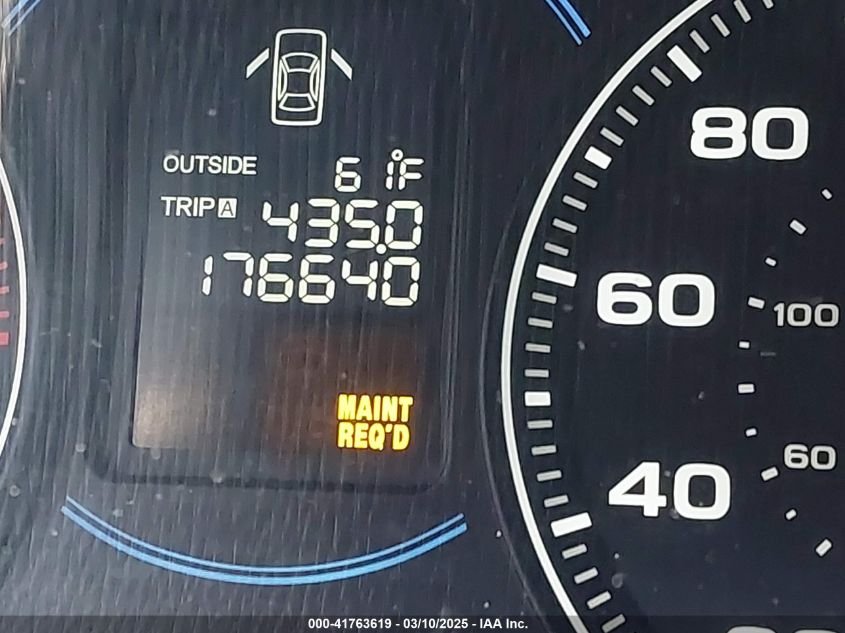 OUTSIDE 61°F
TRIP A 435.0
176640
MAINT
REQ'D
80
60
40
100
60
000-41763619 - 03/10/2025 - IAA Inc.